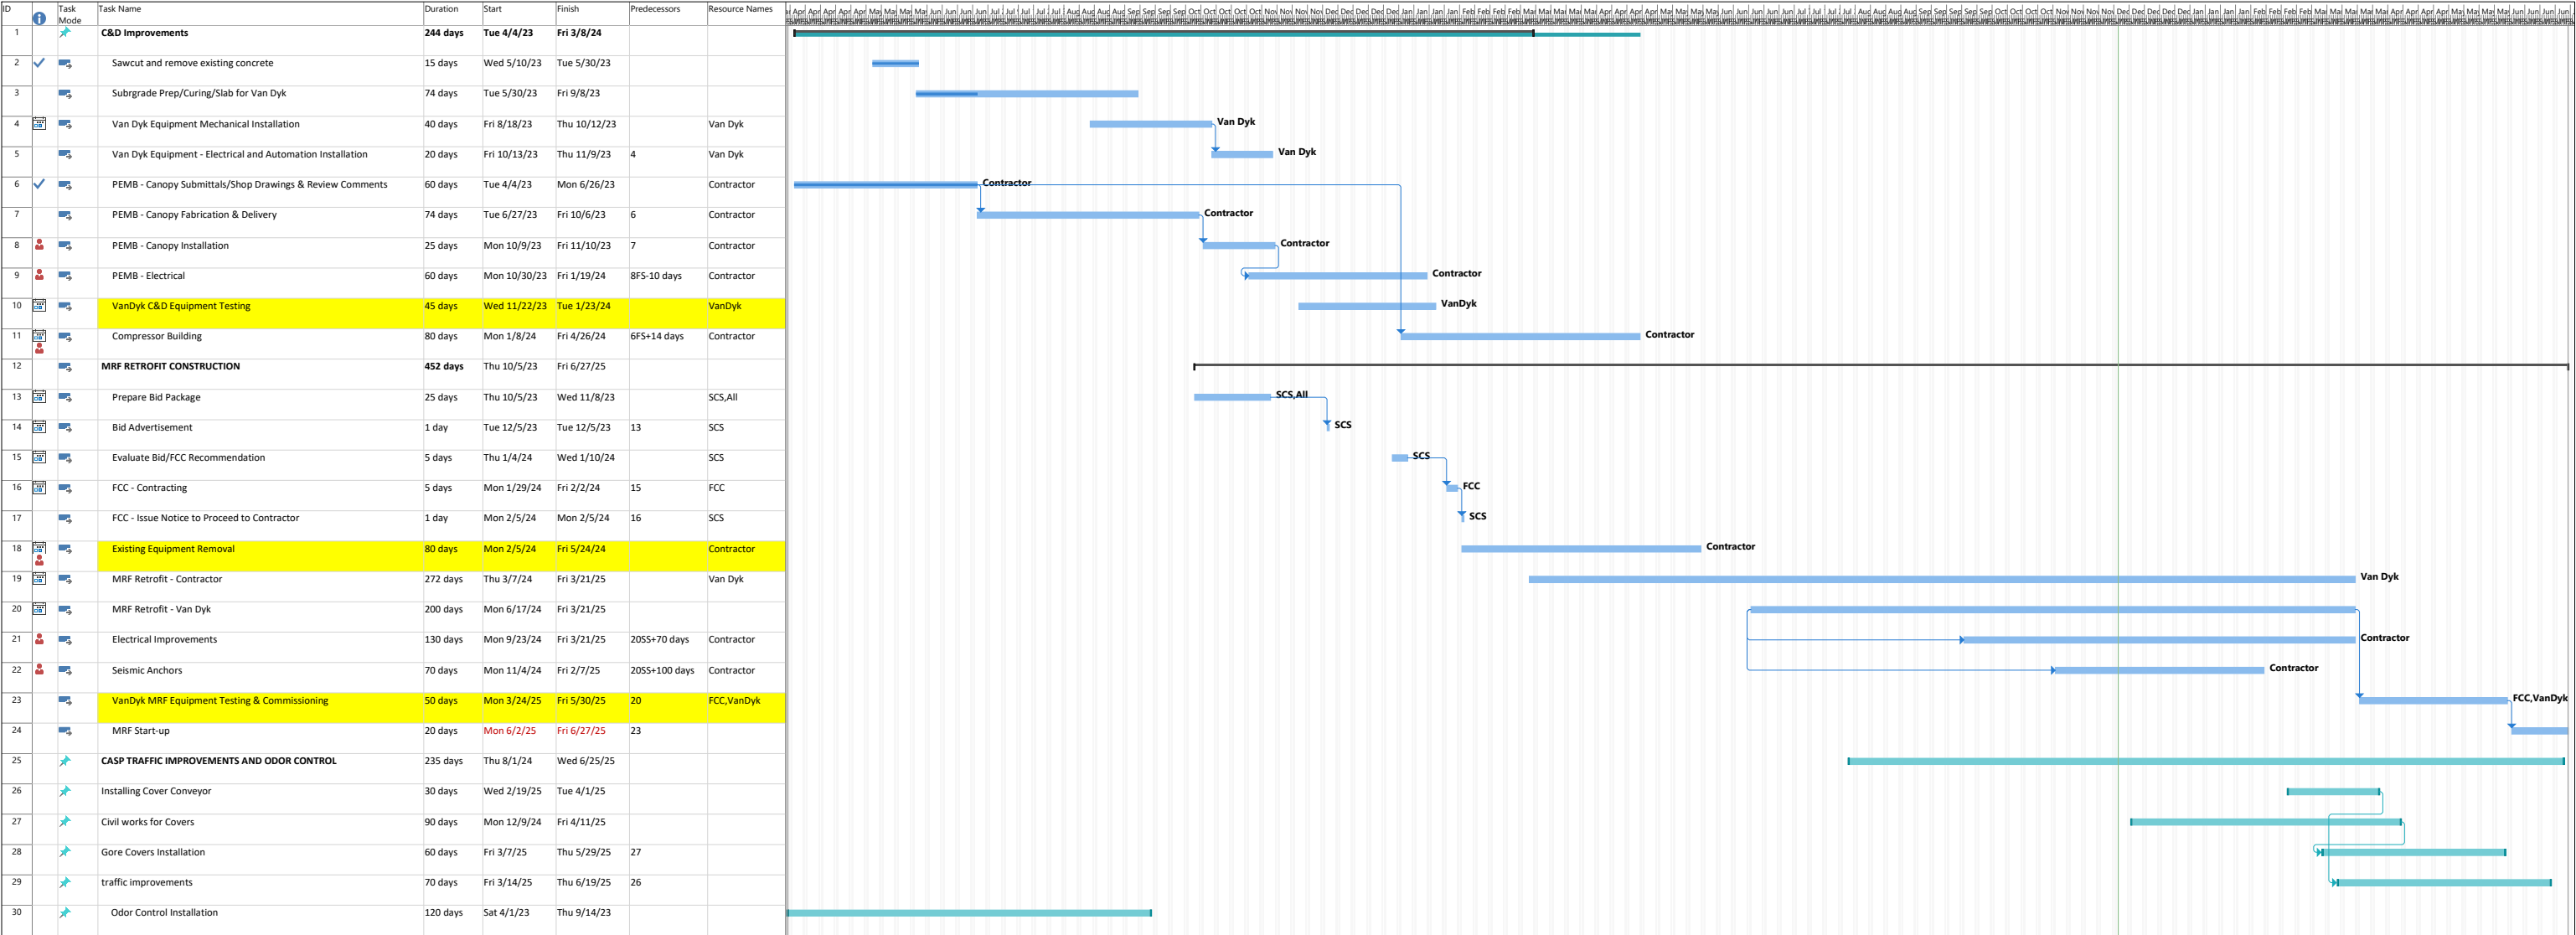 ID Task Mode Task Name Duration Start Finish Predecessors Resource Names
1 C&D Improvements 244 days Tue 4/4/23 Fri 3/8/24
2 Sawcut and remove existing concrete 15 days Wed 5/10/23 Tue 5/30/23
3 Subrgrade Prep/Curing/Slab for Van Dyk 74 days Tue 5/30/23 Fri 9/8/23
4 Van Dyk Equipment Mechanical Installation 40 days Fri 8/18/23 Thu 10/12/23 Van Dyk Van Dyk
5 Van Dyk Equipment - Electrical and Automation Installation 20 days Fri 10/13/23 Thu 11/9/23 4 Van Dyk Van Dyk
6 PEMB - Canopy Submittals/Shop Drawings & Review Comments 60 days Tue 4/4/23 Mon 6/26/23 Contractor Contractor
7 PEMB - Canopy Fabrication & Delivery 74 days Tue 6/27/23 Fri 10/6/23 6 Contractor Contractor
8 PEMB - Canopy Installation 25 days Mon 10/9/23 Fri 11/10/23 7 Contractor Contractor
9 PEMB - Electrical 60 days Mon 10/30/23 Fri 1/19/24 8FS-10 days Contractor Contractor
10 VanDyk C&D Equipment Testing 45 days Wed 11/22/23 Tue 1/23/24 VanDyk VanDyk
11 Compressor Building 80 days Mon 1/8/24 Fri 4/26/24 6FS+14 days Contractor Contractor
12 MRF RETROFIT CONSTRUCTION 452 days Thu 10/5/23 Fri 6/27/25
13 Prepare Bid Package 25 days Thu 10/5/23 Wed 11/8/23 SCS,All SCS,All
14 Bid Advertisement 1 day Tue 12/5/23 Tue 12/5/23 13 SCS SCS
15 Evaluate Bid/FCC Recommendation 5 days Thu 1/4/24 Wed 1/10/24 SCS SCS
16 FCC - Contracting 5 days Mon 1/29/24 Fri 2/2/24 15 FCC FCC
17 FCC - Issue Notice to Proceed to Contractor 1 day Mon 2/5/24 Mon 2/5/24 16 SCS SCS
18 Existing Equipment Removal 80 days Mon 2/5/24 Fri 5/24/24 Contractor Contractor
19 MRF Retrofit - Contractor 272 days Thu 3/7/24 Fri 3/21/25 Van Dyk Van Dyk
20 MRF Retrofit - Van Dyk 200 days Mon 6/17/24 Fri 3/21/25
21 Electrical Improvements 130 days Mon 9/23/24 Fri 3/21/25 20SS+70 days Contractor Contractor
22 Seismic Anchors 70 days Mon 11/4/24 Fri 2/7/25 20SS+100 days Contractor Contractor
23 VanDyk MRF Equipment Testing & Commissioning 50 days Mon 3/24/25 Fri 5/30/25 20 FCC,VanDyk FCC,VanDyk
24 MRF Start-up 20 days Mon 6/2/25 Fri 6/27/25 23
25 CASP TRAFFIC IMPROVEMENTS AND ODOR CONTROL 235 days Thu 8/1/24 Wed 6/25/25
26 Installing Cover Conveyor 30 days Wed 2/19/25 Tue 4/1/25
27 Civil works for Covers 90 days Mon 12/9/24 Fri 4/11/25
28 Gore Covers Installation 60 days Fri 3/7/25 Thu 5/29/25 27
29 traffic improvements 70 days Fri 3/14/25 Thu 6/19/25 26
30 Odor Control Installation 120 days Sat 4/1/23 Thu 9/14/23